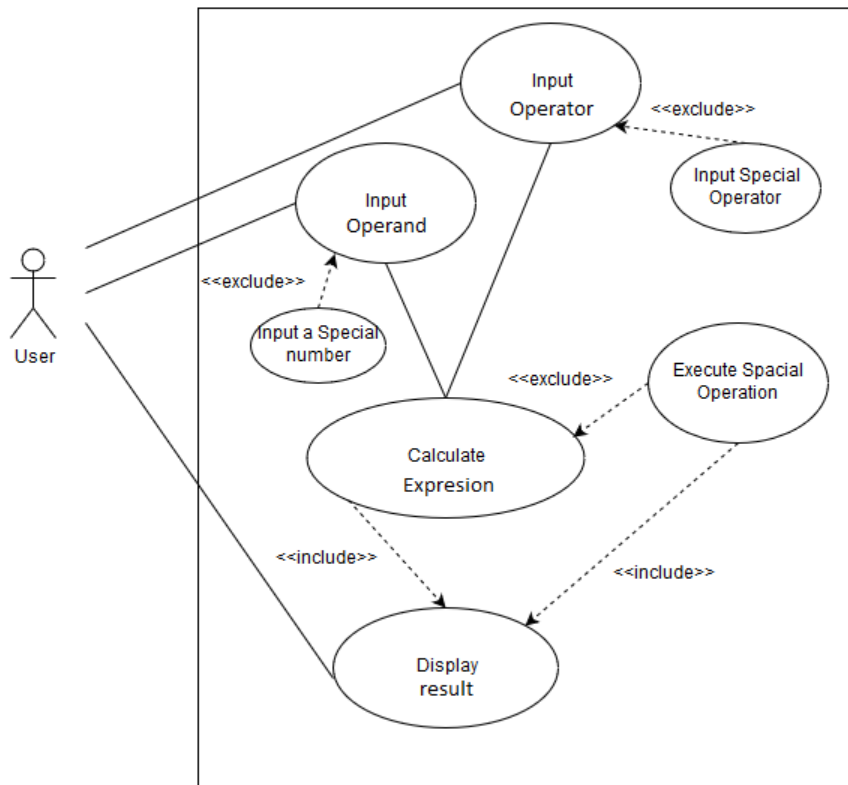 Input
Operator
<<exclude>>
Input Special
Operator
Input
Operand
<<exclude>>
Input a Special
number
User
<<exclude>>
Execute Spacial
Operation
Calculate
Expresion
<<include>>
<<include>>
Display
result